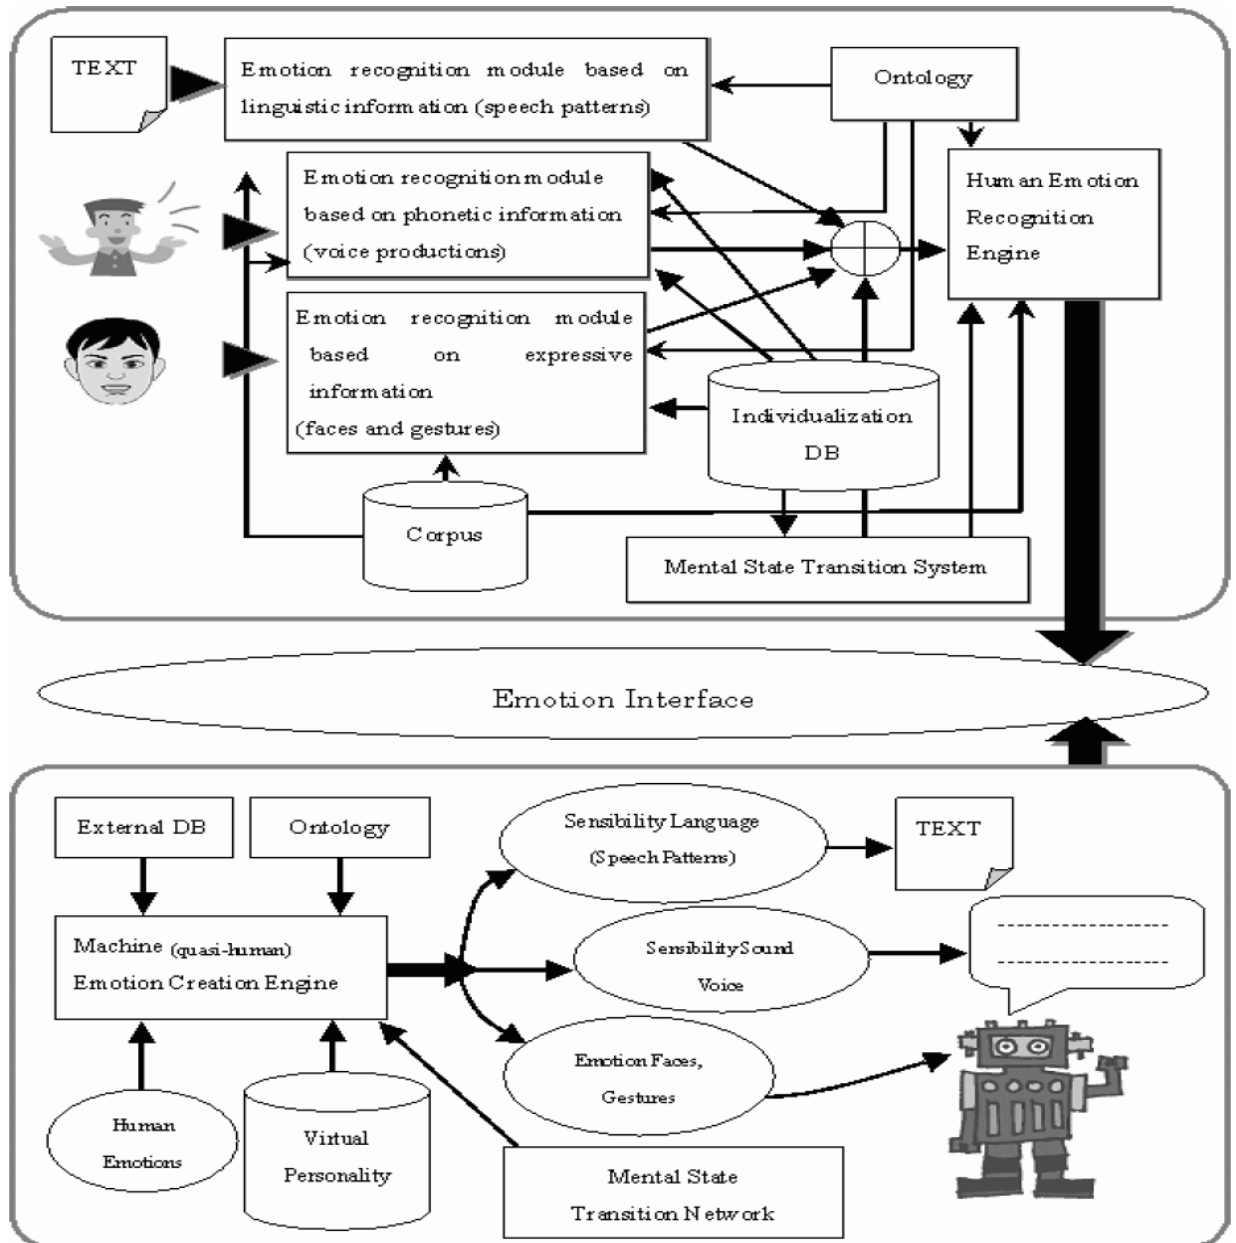 TEXT
Emotion recognition module based on
linguistic information (speech patterns)
Ontology
Emotion recognition module
based on phonetic information
(voice productions)
Human Emotion
Recognition
Engine
Emotion recognition module
based on expressive
information
(faces and gestures)
Individualization
DB
Corpus
Mental State Transition System
Emotion Interface
External DB
Ontology
Sensibility Language
(Speech Patterns)
TEXT
Machine (quasi-human)
Emotion Creation Engine
Sensibility Sound
Voice
Emotion Faces,
Gestures
Human
Emotions
Virtual
Personality
Mental State
Transition Network